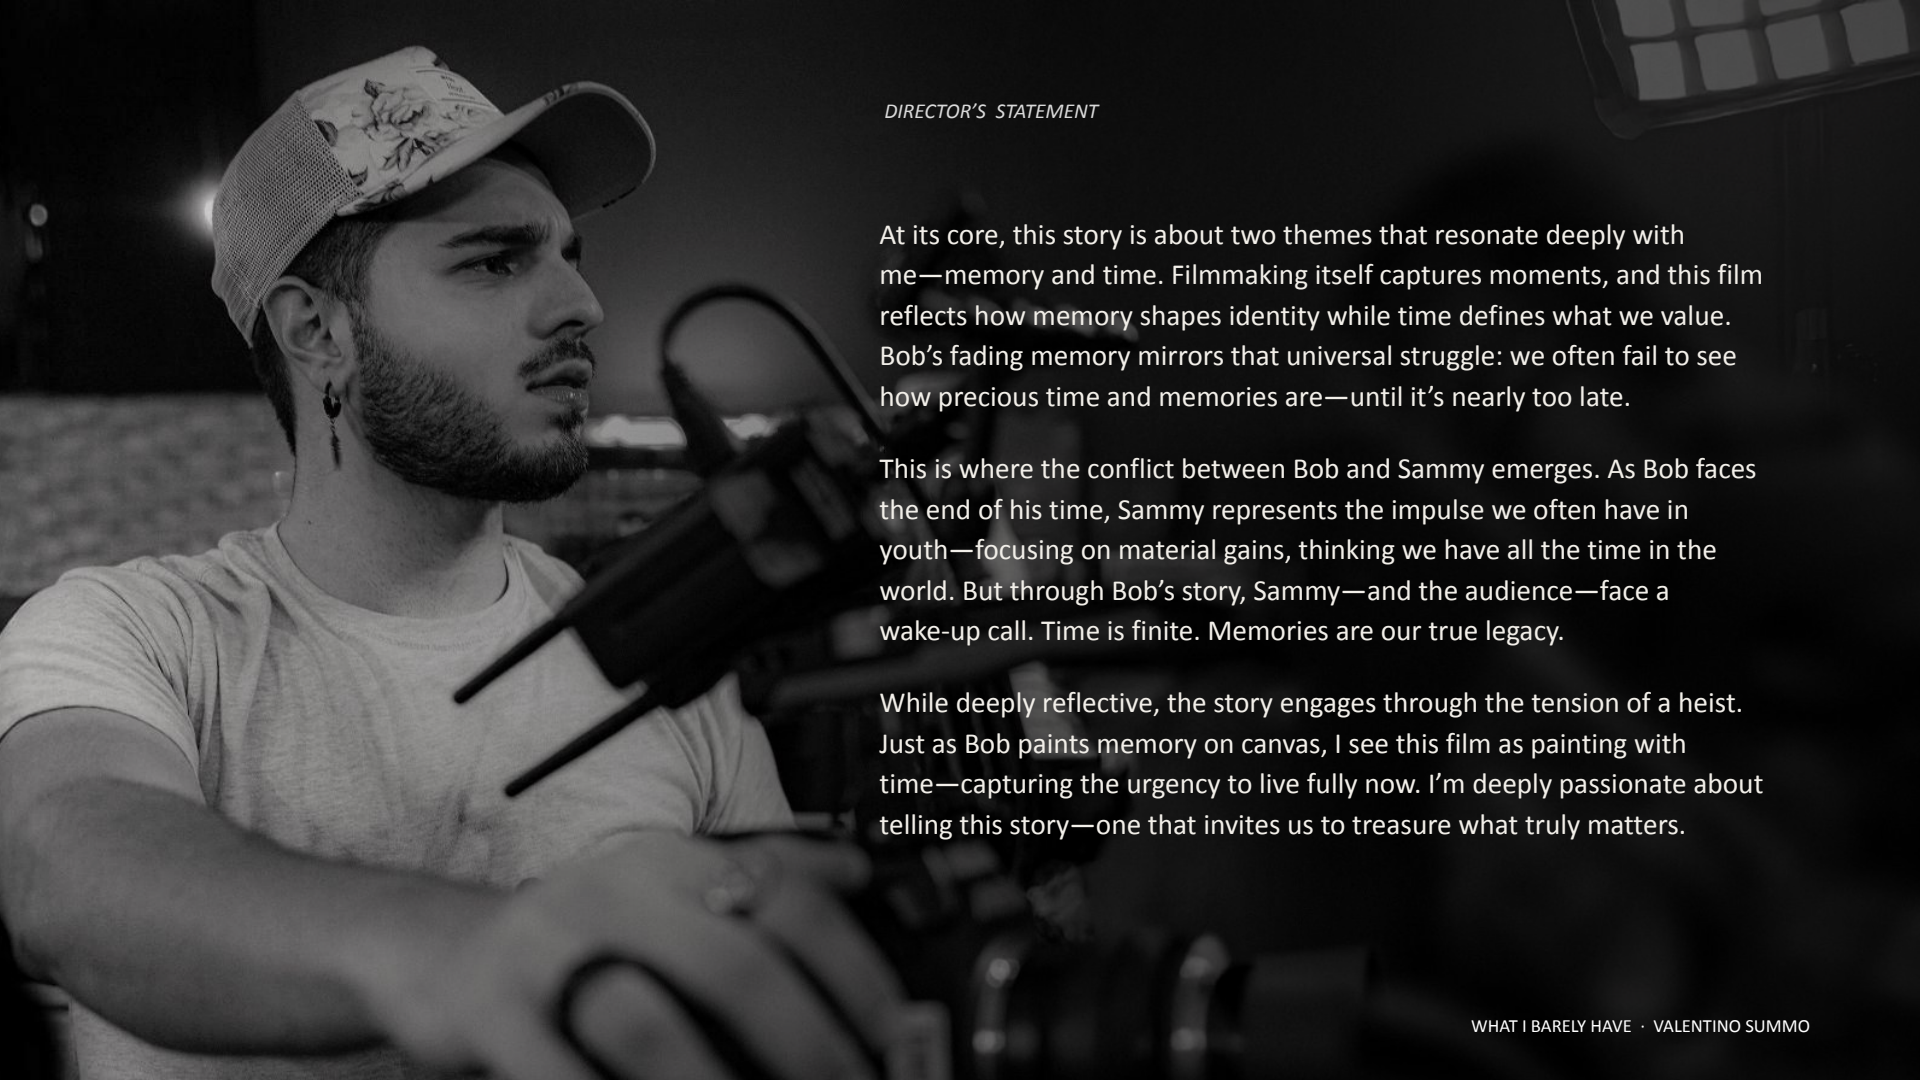 DIRECTOR’S STATEMENT
At its core, this story is about two themes that resonate deeply with
me—memory and time. Filmmaking itself captures moments, and this film
reflects how memory shapes identity while time defines what we value.
Bob’s fading memory mirrors that universal struggle: we often fail to see
how precious time and memories are—until it’s nearly too late.
This is where the conflict between Bob and Sammy emerges. As Bob faces
the end of his time, Sammy represents the impulse we often have in
youth—focusing on material gains, thinking we have all the time in the
world. But through Bob’s story, Sammy—and the audience—face a
wake-up call. Time is finite. Memories are our true legacy.
While deeply reflective, the story engages through the tension of a heist.
Just as Bob paints memory on canvas, I see this film as painting with
time—capturing the urgency to live fully now. I’m deeply passionate about
telling this story—one that invites us to treasure what truly matters.
WHAT I BARELY HAVE · VALENTINO SUMMO